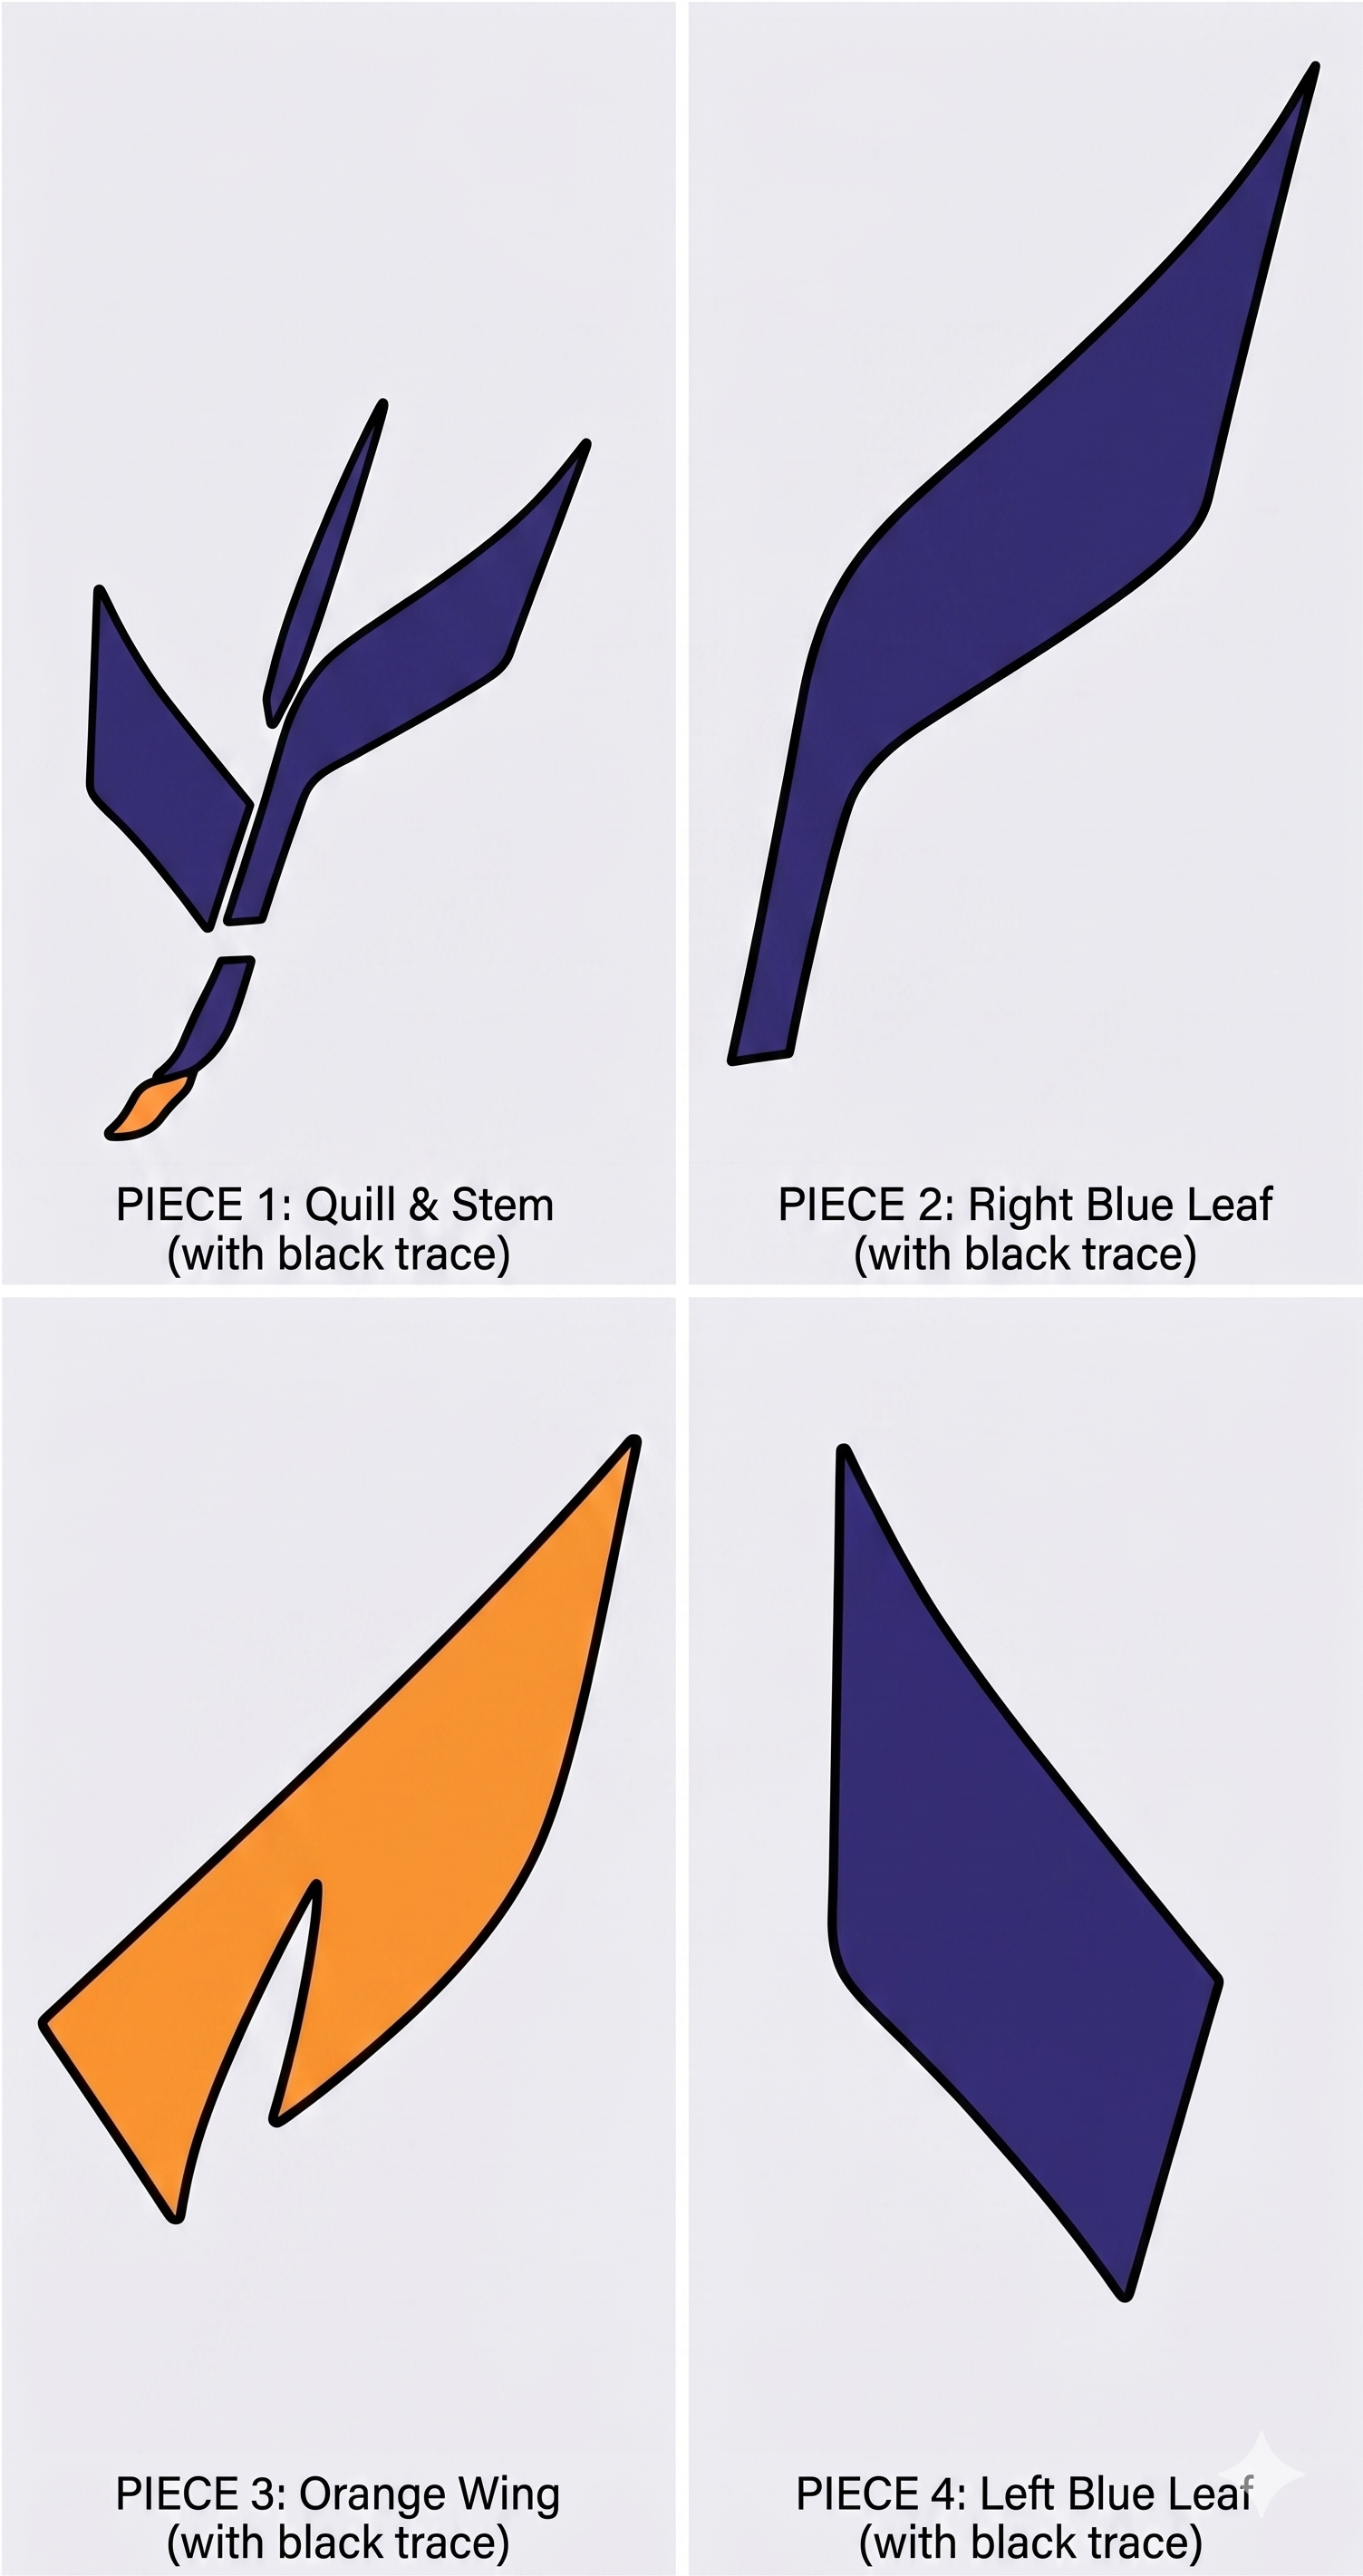 PIECE 1: Quill & Stem
(with black trace)
PIECE 2: Right Blue Leaf
(with black trace)
PIECE 3: Orange Wing
(with black trace)
PIECE 4: Left Blue Leaf
(with black trace)